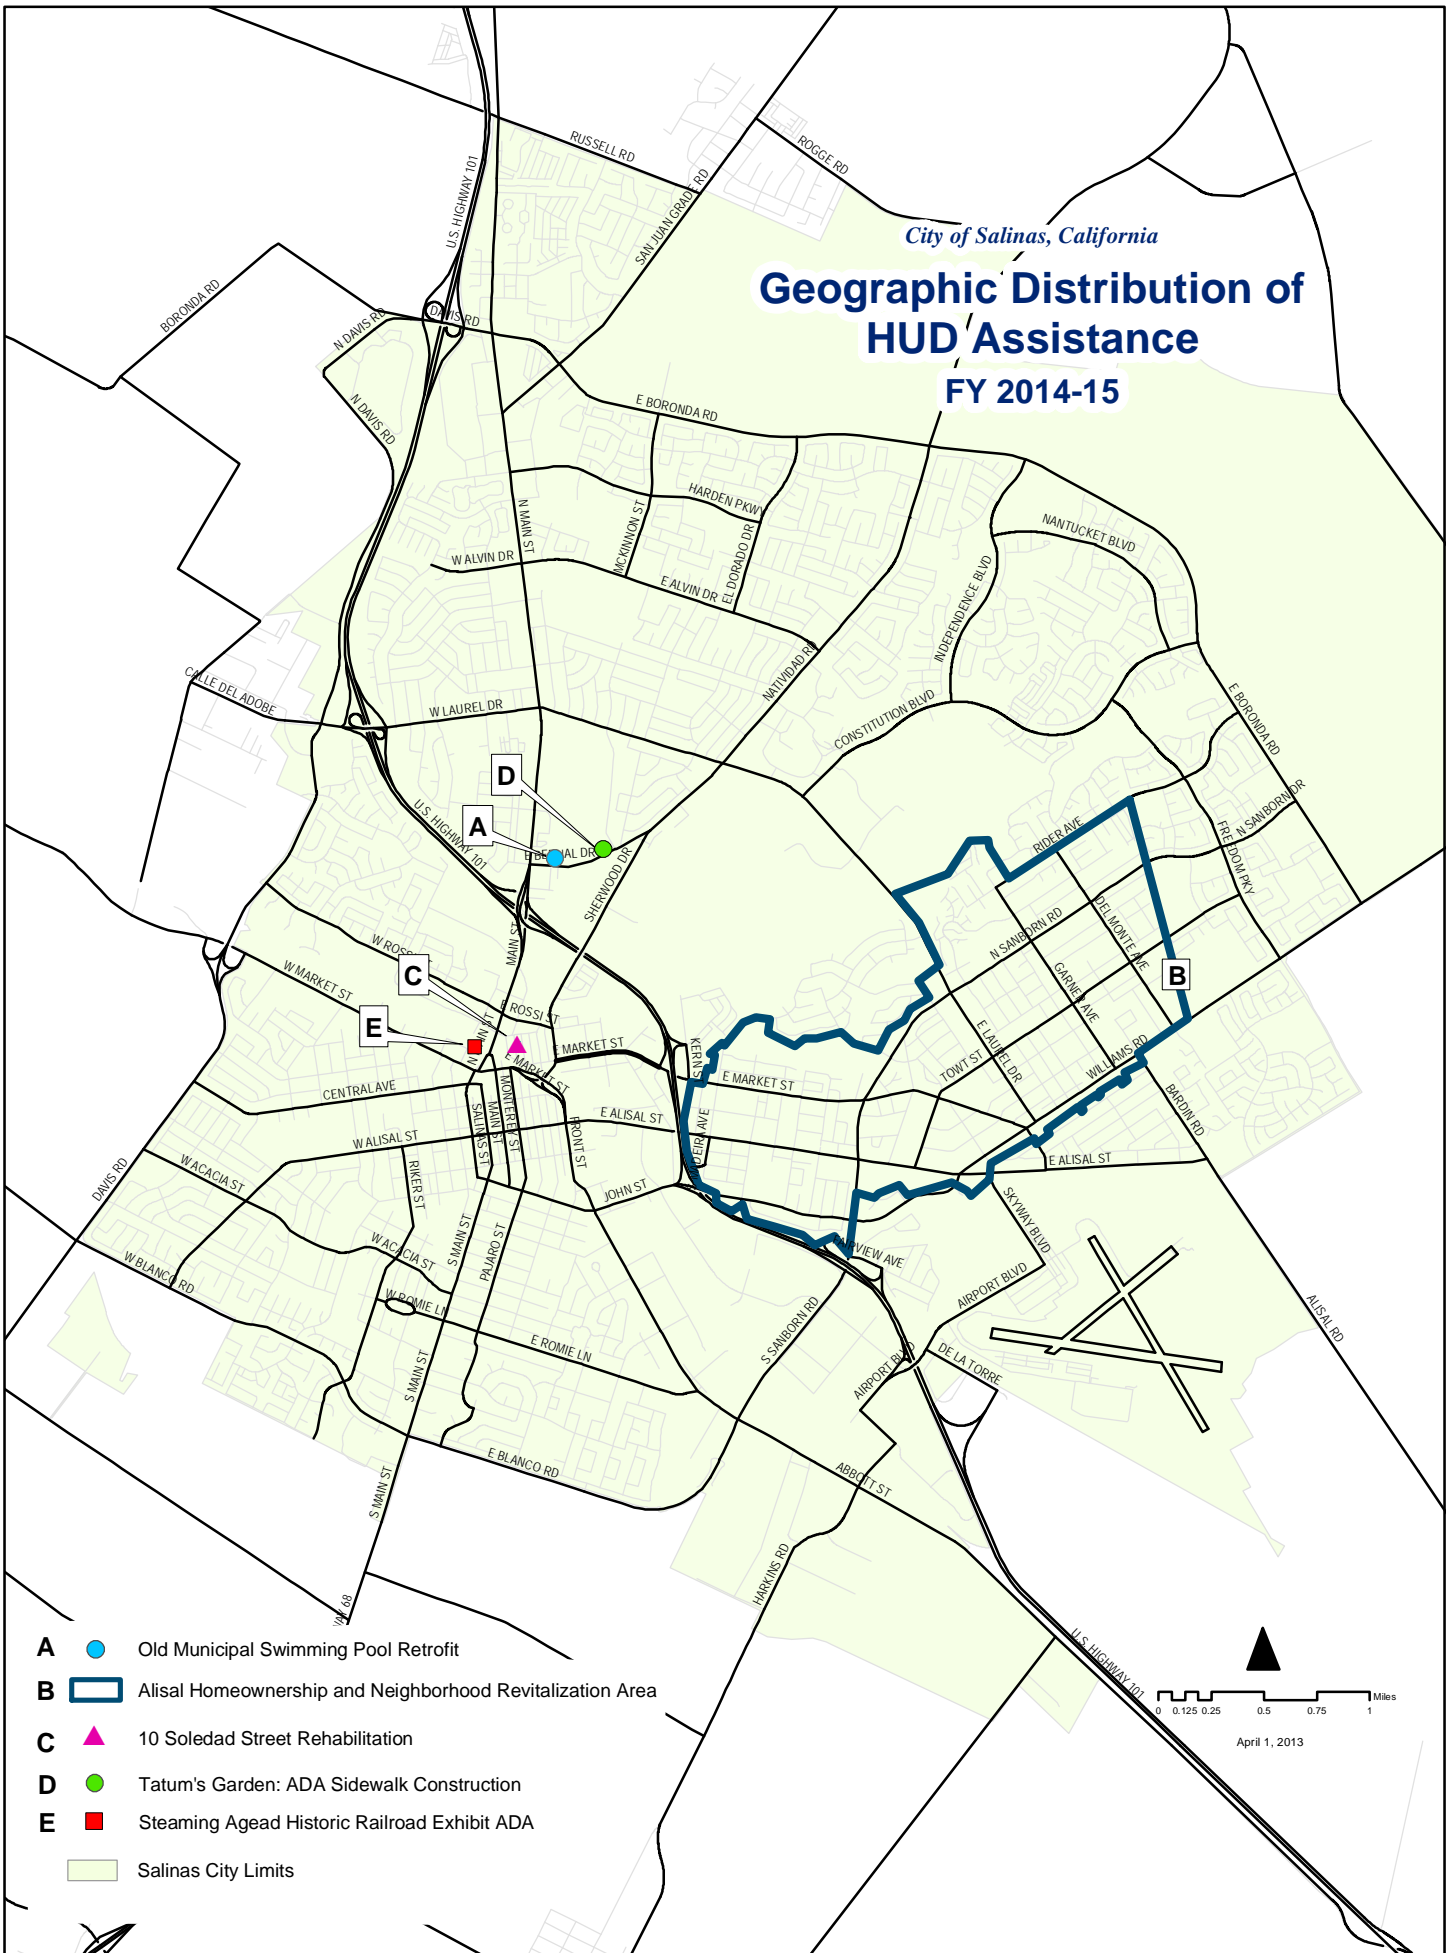 City of Salinas, California
Geographic Distribution of
HUD Assistance
FY 2014-15
RUSSELL RD
ROGGE RD
U.S. HIGHWAY 101
SAN JUAN GRADE RD
BORONDA RD
N DAVIS RD
DAVIS RD
N DAVIS RD
E BORONDA RD
HARDEN PKWY
N MAIN ST
MCKINNON ST
EL DORADO DR
NANTUCKET BLVD
W ALVIN DR
E ALVIN DR
INDEPENDENCE BLVD
NATIVIDAD RD
CALLE DEL ADOBE
W LAUREL DR
CONSTITUTION BLVD
E BORONDA RD
D
A
U.S. HIGHWAY 101
SHERWOOD DR
RIDER AVE
N SANBORN DR
FREEDOM PKY
DEL MONTE AVE
N SANBORN RD
MAIN ST
W MARKET ST
C
B
GARNER AVE
E
E ROSSI ST
E MARKET ST
E MARKET ST
KERN ST
E MARKET ST
E LAUREL DR
TOWT ST
WILLIAMS RD
CENTRAL AVE
SALINAS ST
MAIN ST
MONTEREY ST
FRONT ST
E ALISAL ST
BARDIN RD
W ALISAL ST
E ALISAL ST
W ACACIA ST
RIKER ST
DAVIS RD
JOHN ST
SKYWAY BLVD
S MAIN ST
PAJARO ST
W ACACIA ST
W BLANCO RD
FAIRVIEW AVE
W ROMIE LN
AIRPORT BLVD
ALISAL RD
E ROMIE LN
S SANBORN RD
AIRPORT BLVD
DE LA TORRE
S MAIN ST
E BLANCO RD
ABBOTT ST
S MAIN ST
HARKINS RD
U.S. HIGHWAY 101
A Old Municipal Swimming Pool Retrofit
B Alisal Homeownership and Neighborhood Revitalization Area
C 10 Soledad Street Rehabilitation
D Tatum's Garden: ADA Sidewalk Construction
E Steaming Agead Historic Railroad Exhibit ADA
Salinas City Limits
Miles
0 0.125 0.25 0.5 0.75 1
April 1, 2013